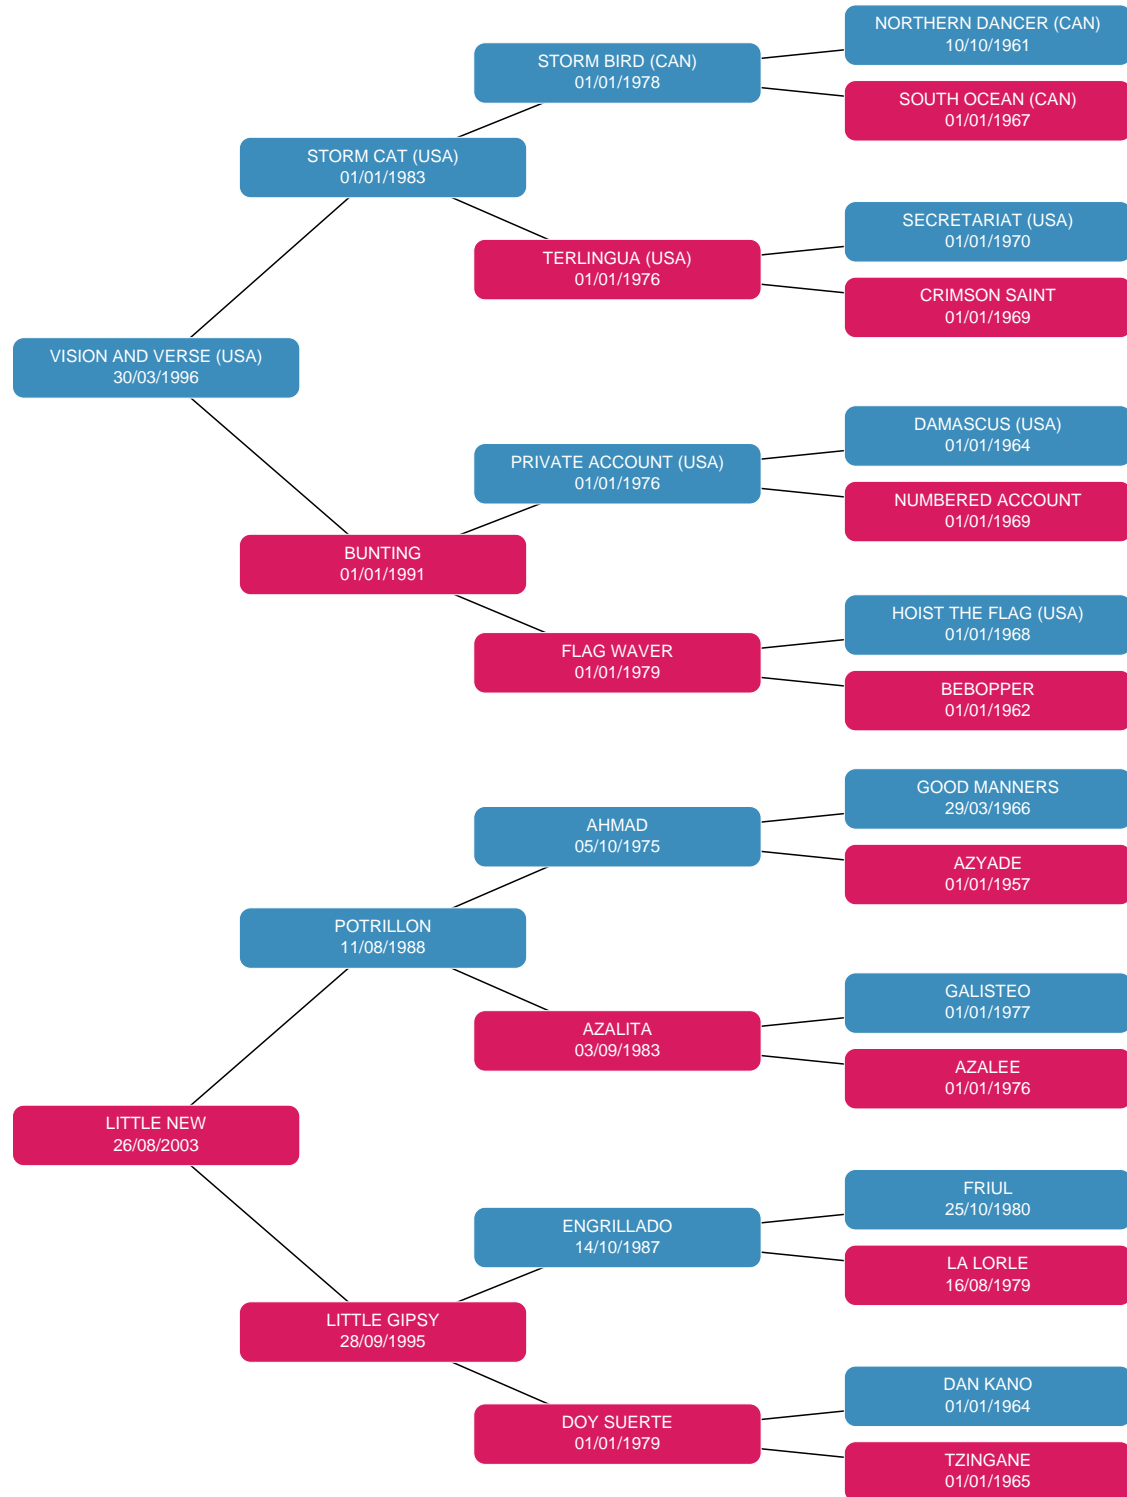 NORTHERN DANCER (CAN)
10/10/1961
STORM BIRD (CAN)
01/01/1978
SOUTH OCEAN (CAN)
01/01/1967
STORM CAT (USA)
01/01/1983
SECRETARIAT (USA)
01/01/1970
TERLINGUA (USA)
01/01/1976
CRIMSON SAINT
01/01/1969
VISION AND VERSE (USA)
30/03/1996
DAMASCUS (USA)
01/01/1964
PRIVATE ACCOUNT (USA)
01/01/1976
NUMBERED ACCOUNT
01/01/1969
BUNTING
01/01/1991
HOIST THE FLAG (USA)
01/01/1968
FLAG WAVER
01/01/1979
BEBOPPER
01/01/1962
GOOD MANNERS
29/03/1966
AHMAD
05/10/1975
AZYADE
01/01/1957
POTRILLON
11/08/1988
GALISTEO
01/01/1977
AZALITA
03/09/1983
AZALEE
01/01/1976
LITTLE NEW
26/08/2003
FRIUL
25/10/1980
ENGRILLADO
14/10/1987
LA LORLE
16/08/1979
LITTLE GIPSY
28/09/1995
DAN KANO
01/01/1964
DOY SUERTE
01/01/1979
TZINGANE
01/01/1965